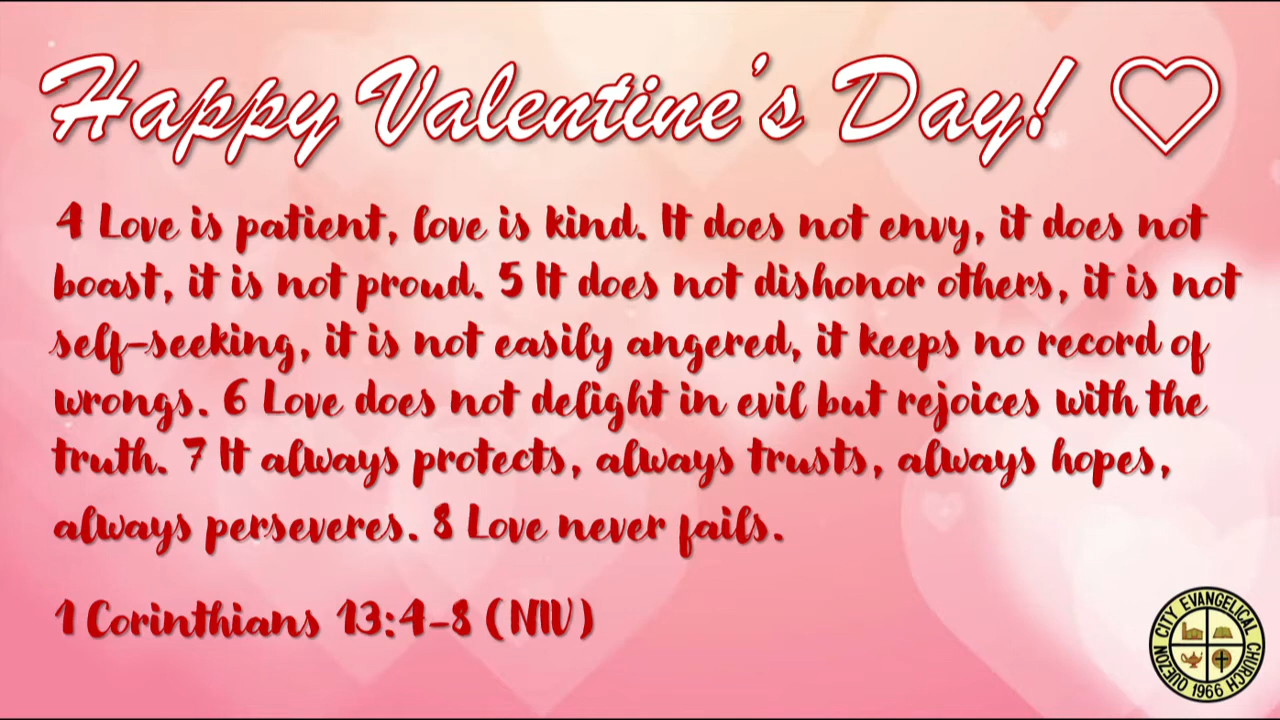 Happy Valentine's Day!
4 Love is patient, love is kind. It does not envy, it does not
boast, it is not proud. 5 It does not dishonor others, it is not
self-seeking, it is not easily angered, it keeps no record of
wrongs. 6 Love does not delight in evil but rejoices with the
truth. 7 It always protects, always trusts, always hopes,
always perseveres. 8 Love never fails.
1 Corinthians 13:4-8 (NIV)
QUEZON CITY EVANGELICAL CHURCH
1966